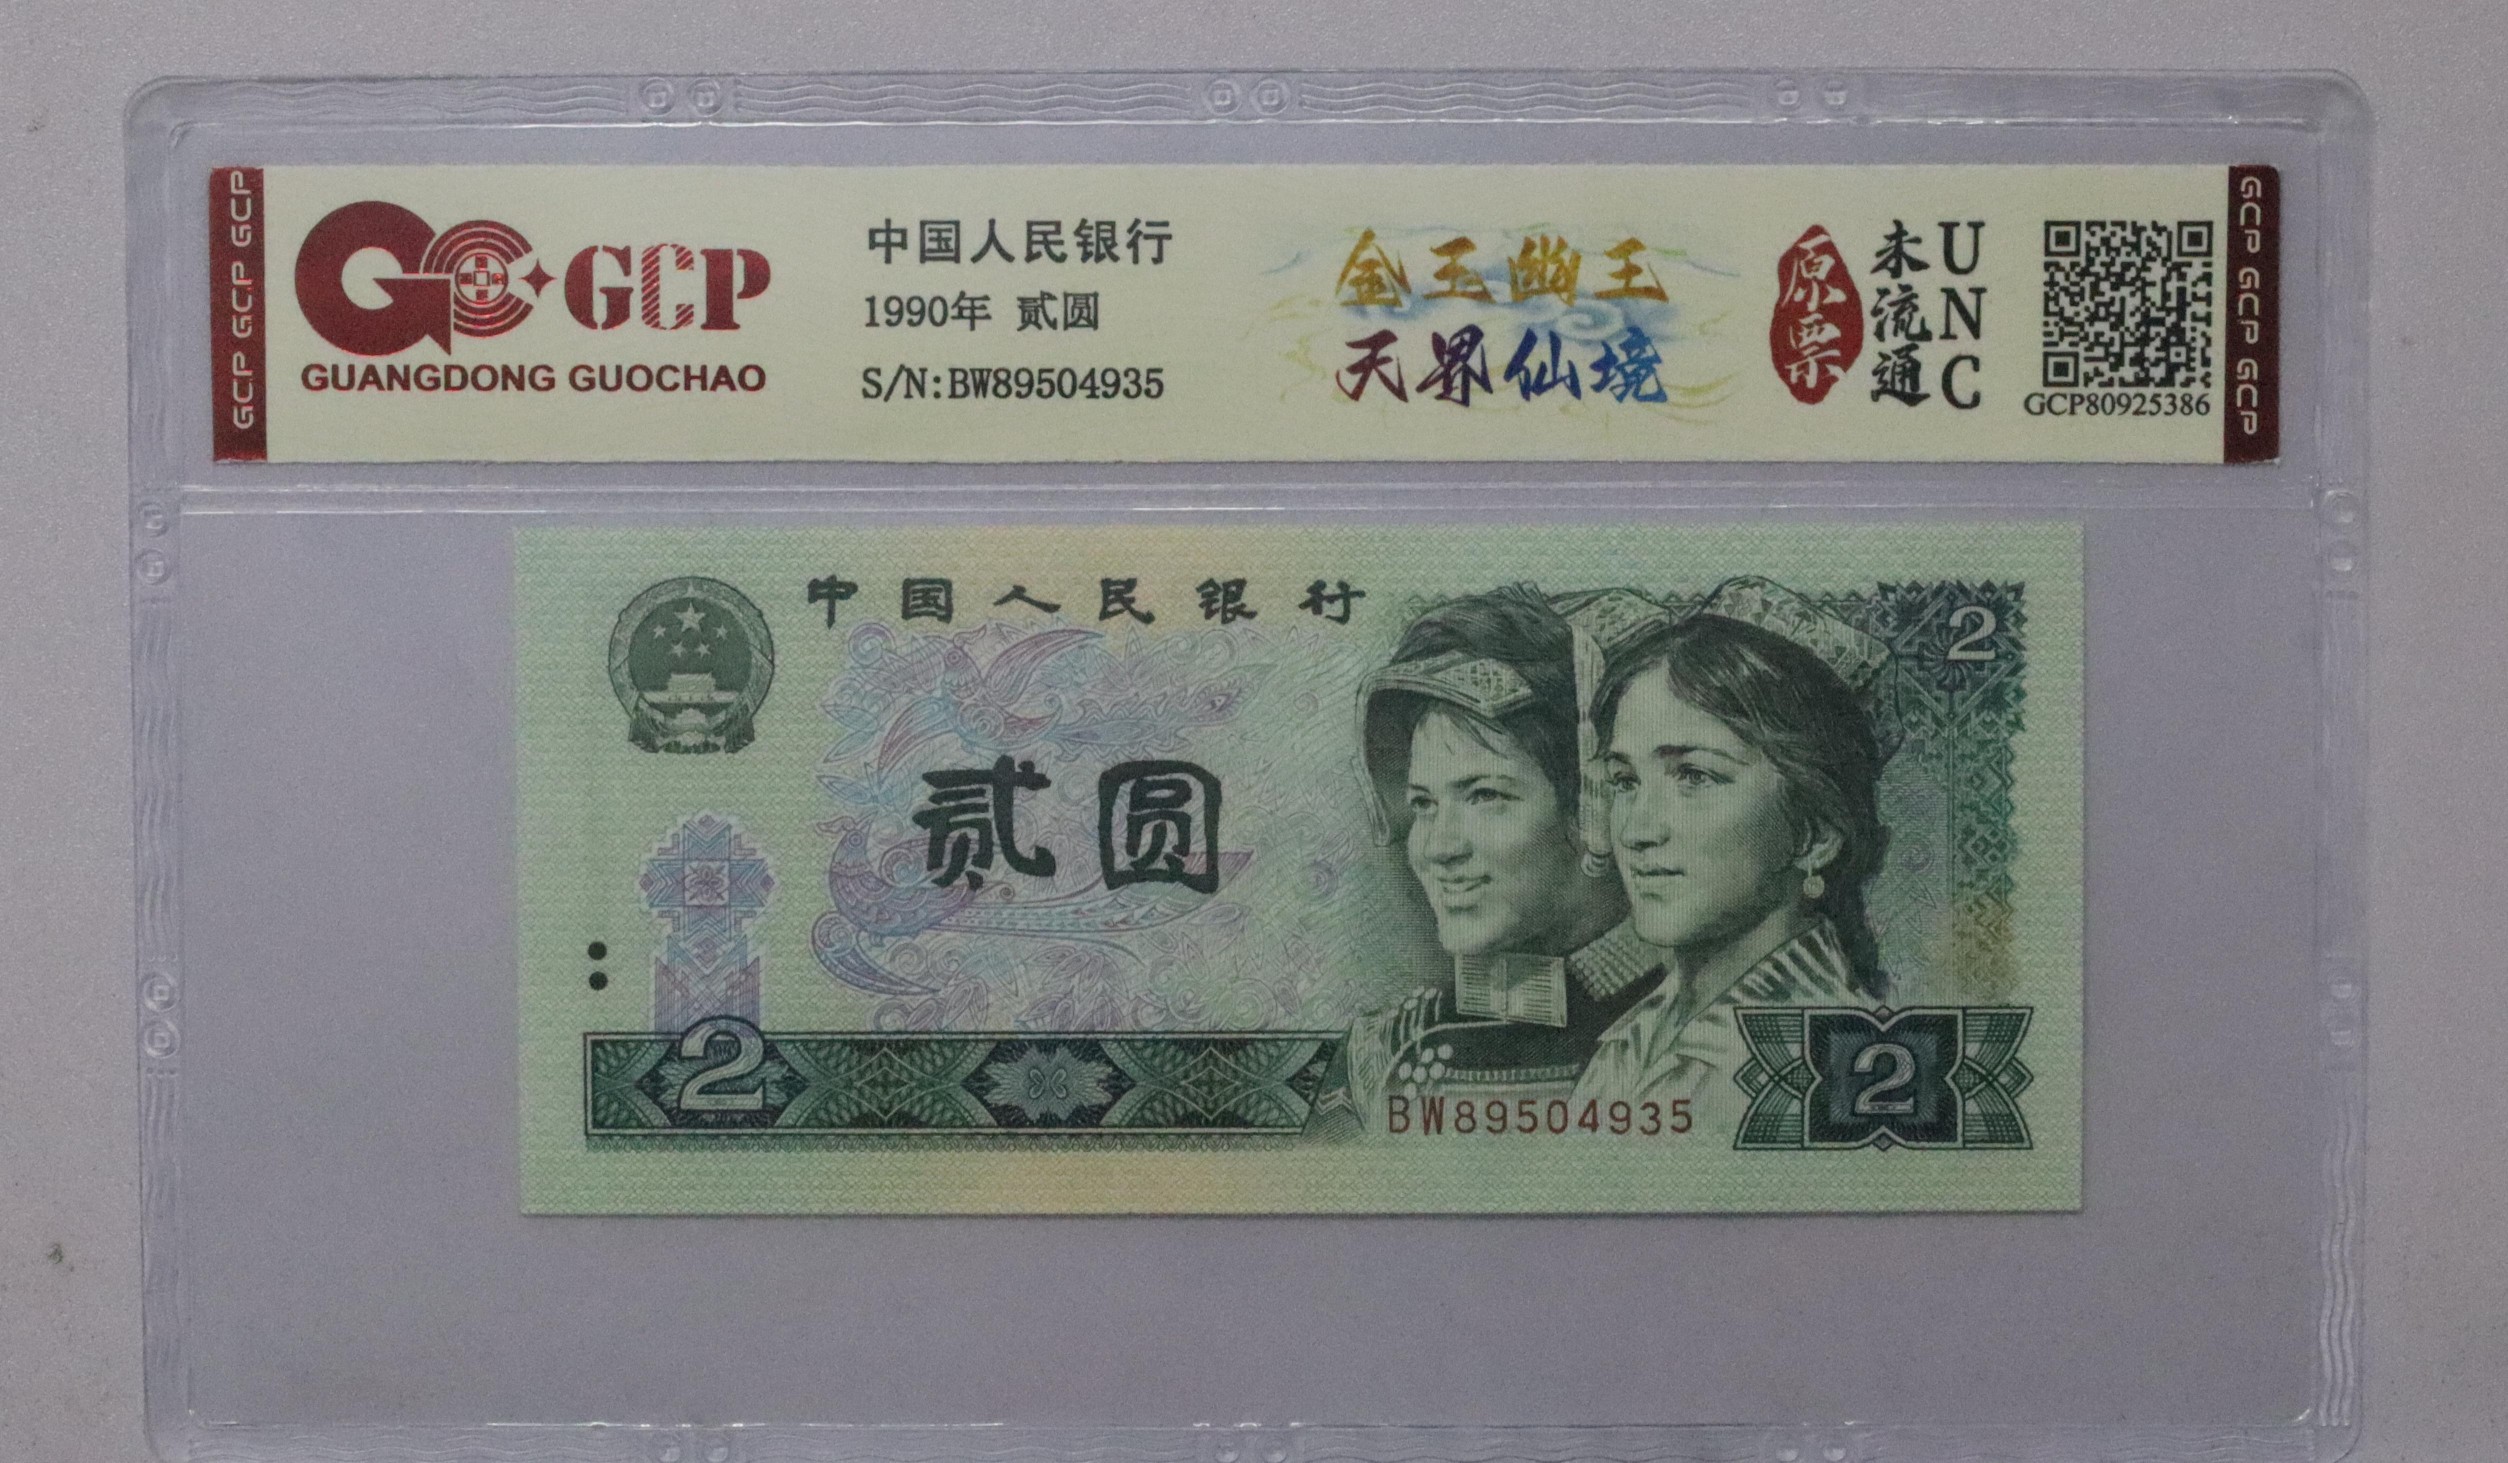 GCP GCP GCP
GCP
GUANGDONG GUOCHAO
中国人民银行
1990年 贰圆
S/N:BW89504935
金玉幽王
天界仙境
原票
未流通
UNC
GCP80925386
GCP GCP GCP
中国人民银行
2
贰圆
2
BW89504935
2